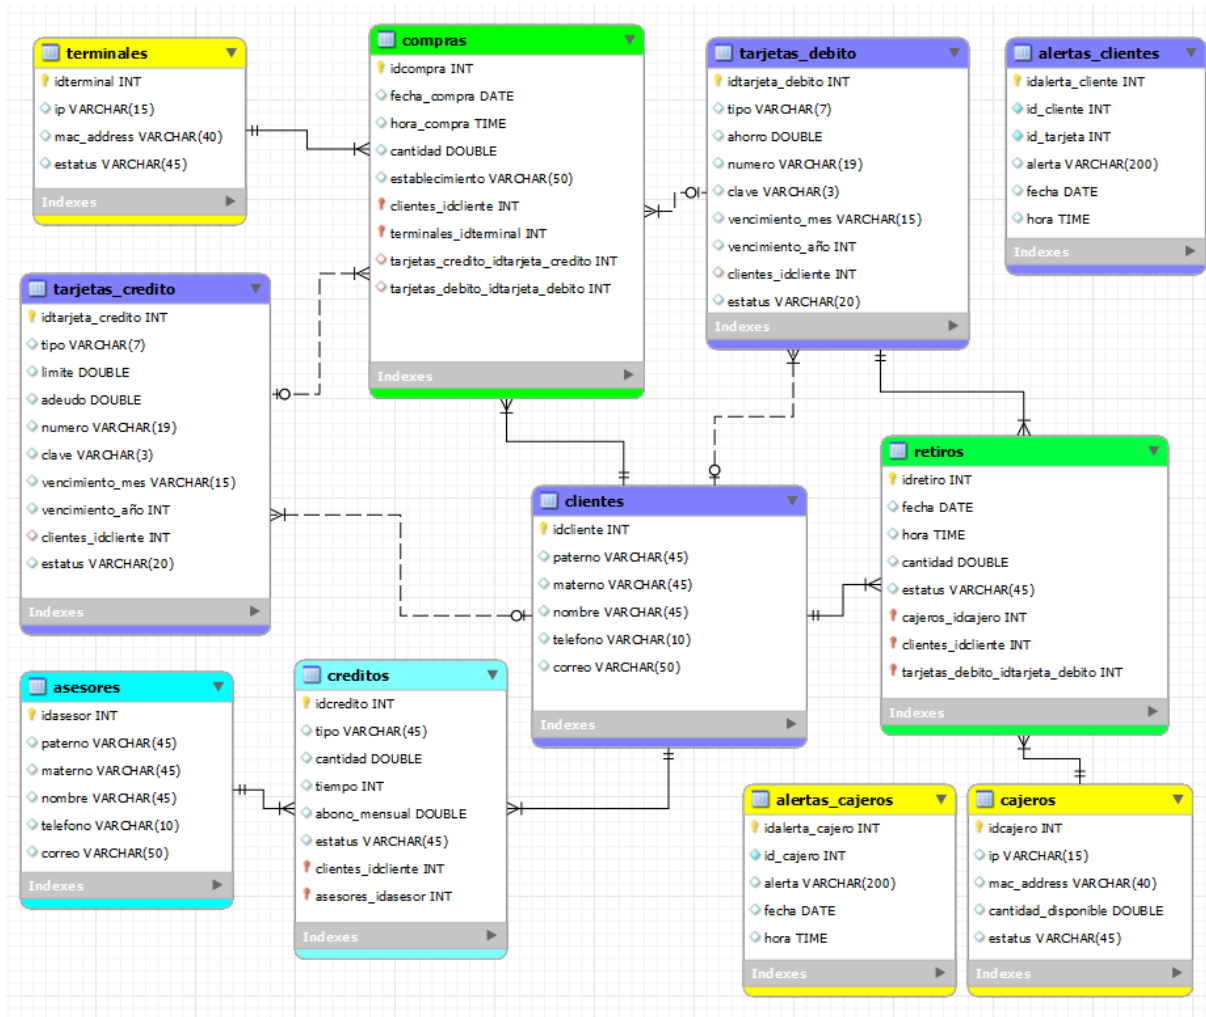 terminales
idterminal INT
ip VARCHAR(15)
mac_address VARCHAR(40)
estatus VARCHAR(45)
Indexes
compras
idcompra INT
fecha_compra DATE
hora_compra TIME
cantidad DOUBLE
establecimiento VARCHAR(50)
clientes_idcliente INT
terminales_idterminal INT
tarjetas_credito_idtarjeta_credito INT
tarjetas_debito_idtarjeta_debito INT
Indexes
tarjetas_debito
idtarjeta_debito INT
tipo VARCHAR(7)
ahorro DOUBLE
numero VARCHAR(19)
clave VARCHAR(3)
vencimiento_mes VARCHAR(15)
vencimiento_año INT
clientes_idcliente INT
estatus VARCHAR(20)
Indexes
alertas_clientes
idalerta_cliente INT
id_cliente INT
id_tarjeta INT
alerta VARCHAR(200)
fecha DATE
hora TIME
Indexes
tarjetas_credito
idtarjeta_credito INT
tipo VARCHAR(7)
limite DOUBLE
adeudo DOUBLE
numero VARCHAR(19)
clave VARCHAR(3)
vencimiento_mes VARCHAR(15)
vencimiento_año INT
clientes_idcliente INT
estatus VARCHAR(20)
Indexes
clientes
idcliente INT
paterno VARCHAR(45)
materno VARCHAR(45)
nombre VARCHAR(45)
telefono VARCHAR(10)
correo VARCHAR(50)
Indexes
retiros
idretiro INT
fecha DATE
hora TIME
cantidad DOUBLE
estatus VARCHAR(45)
cajeros_idcajero INT
clientes_idcliente INT
tarjetas_debito_idtarjeta_debito INT
Indexes
asesores
idasesor INT
paterno VARCHAR(45)
materno VARCHAR(45)
nombre VARCHAR(45)
telefono VARCHAR(10)
correo VARCHAR(50)
Indexes
creditos
idcredito INT
tipo VARCHAR(45)
cantidad DOUBLE
tiempo INT
abono_mensual DOUBLE
estatus VARCHAR(45)
clientes_idcliente INT
asesores_idasesor INT
Indexes
alertas_cajeros
idalerta_cajero INT
id_cajero INT
alerta VARCHAR(200)
fecha DATE
hora TIME
Indexes
cajeros
idcajero INT
ip VARCHAR(15)
mac_address VARCHAR(40)
cantidad_disponible DOUBLE
estatus VARCHAR(45)
Indexes